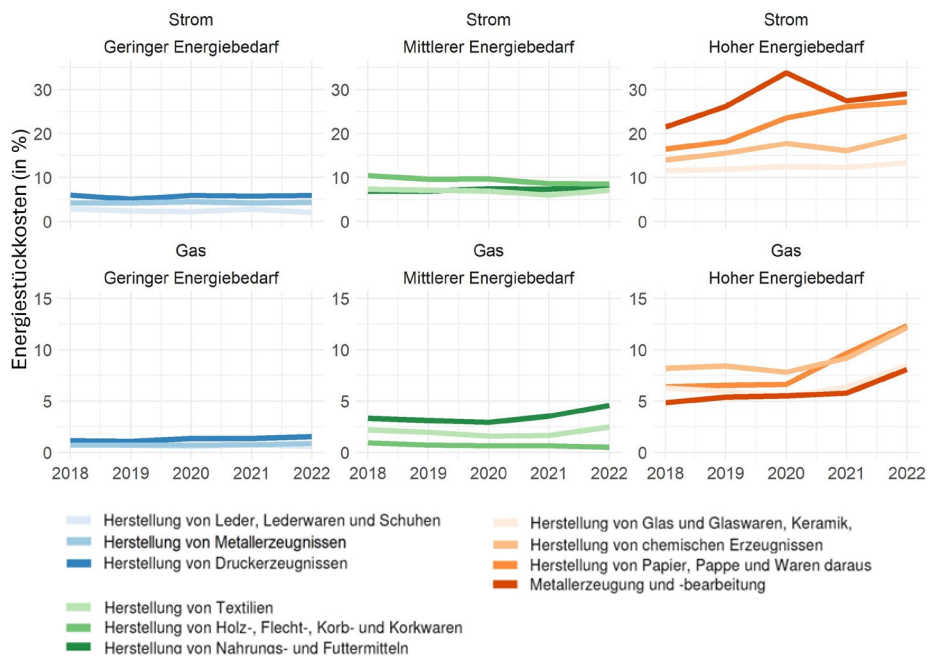 Strom
Geringer Energiebedarf
Strom
Mittlerer Energiebedarf
Strom
Hoher Energiebedarf
Energiestückkosten (in %)
30
20
10
0
30
20
10
0
30
20
10
0
Gas
Geringer Energiebedarf
Gas
Mittlerer Energiebedarf
Gas
Hoher Energiebedarf
15
10
5
0
15
10
5
0
15
10
5
0
2018 2019 2020 2021 2022
2018 2019 2020 2021 2022
2018 2019 2020 2021 2022
Herstellung von Leder, Lederwaren und Schuhen
Herstellung von Metallerzeugnissen
Herstellung von Druckerzeugnissen
Herstellung von Textilien
Herstellung von Holz-, Flecht-, Korb- und Korkwaren
Herstellung von Nahrungs- und Futtermitteln
Herstellung von Glas und Glaswaren, Keramik,
Herstellung von chemischen Erzeugnissen
Herstellung von Papier, Pappe und Waren daraus
Metallerzeugung und -bearbeitung